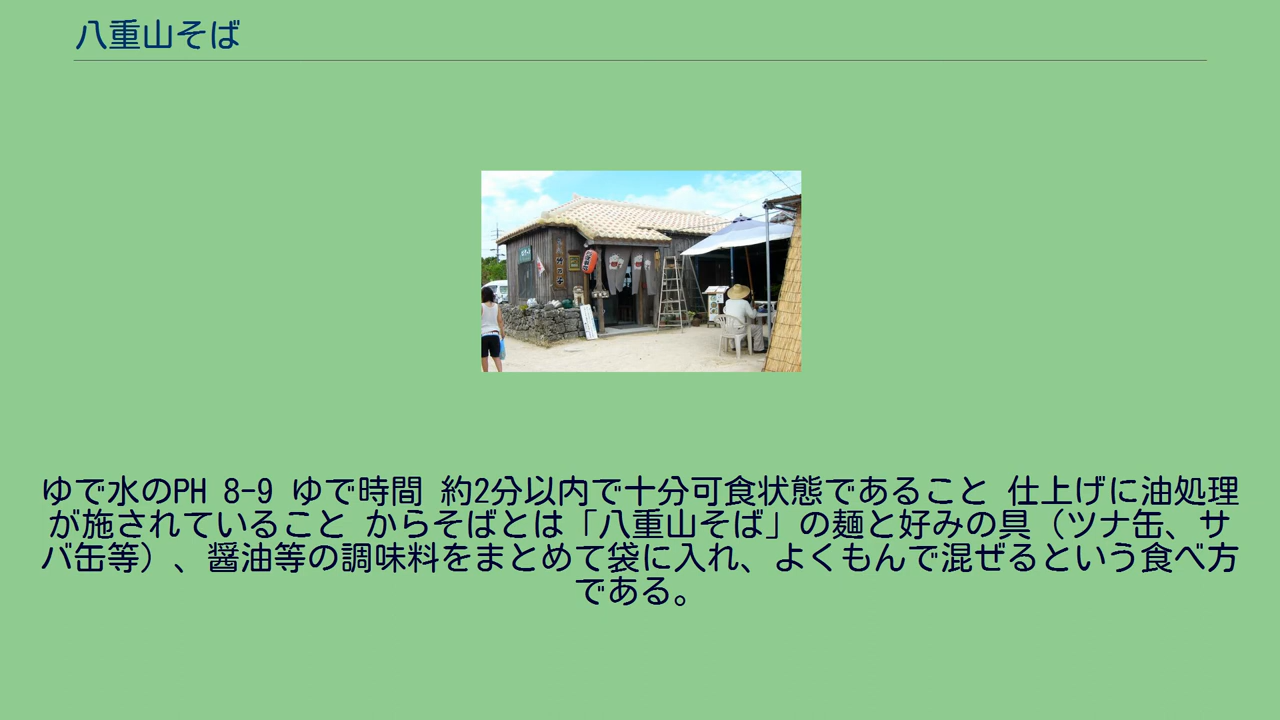 八重山そば
ゆで水のPH 8-9 ゆで時間 約2分以内で十分可食状態であること 仕上げに油処理
が施されていること からそばとは「八重山そば」の麺と好みの具（ツナ缶、サ
バ缶等）、醤油等の調味料をまとめて袋に入れ、よくもんで混ぜるという食べ方
である。